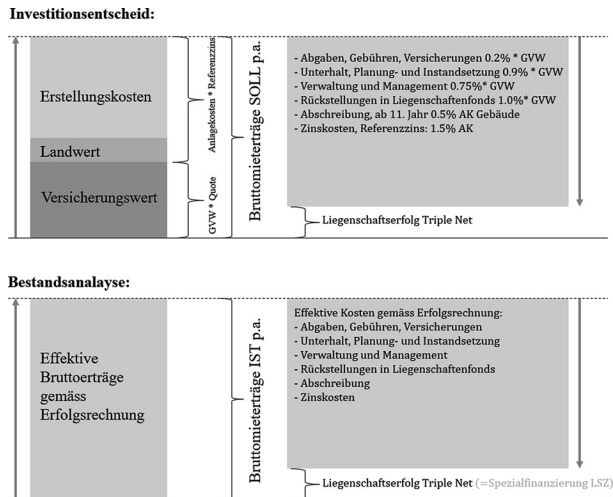 Investitionsentscheid:
Erstellungskosten
Landwert
Versicherungswert
Anlagekosten * Referenzzins
GVW * Quote
Bruttomieterträge SOLL p.a.
- Abgaben, Gebühren, Versicherungen 0.2% * GVW
- Unterhalt, Planung- und Instandsetzung 0.9% * GVW
- Verwaltung und Management 0.75%* GVW
- Rückstellungen in Liegenschaftenfonds 1.0%* GVW
- Abschreibung, ab 11. Jahr 0.5% AK Gebäude
- Zinskosten, Referenzzins: 1.5% AK
Liegenschaftserfolg Triple Net
Bestandsanalayse:
Effektive
Bruttoerträge
gemäss
Erfolgsrechnung
Bruttomieterträge IST p.a.
Effektive Kosten gemäss Erfolgsrechnung:
- Abgaben, Gebühren, Versicherungen
- Unterhalt, Planung- und Instandsetzung
- Verwaltung und Management
- Rückstellungen in Liegenschaftenfonds
- Abschreibung
- Zinskosten
Liegenschaftserfolg Triple Net (=Spezialfinanzierung LSZ)